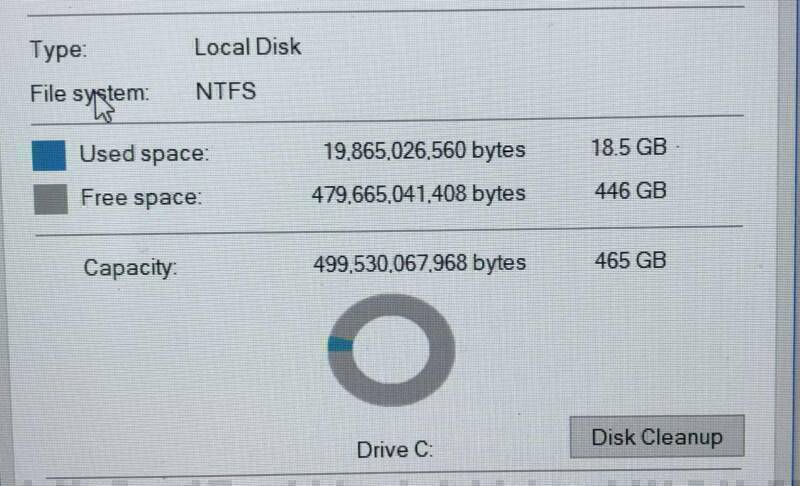 Type: Local Disk
File system: NTFS
Used space: 19,865,026,560 bytes 18.5 GB
Free space: 479,665,041,408 bytes 446 GB
Capacity: 499,530,067,968 bytes 465 GB
Drive C:
Disk Cleanup